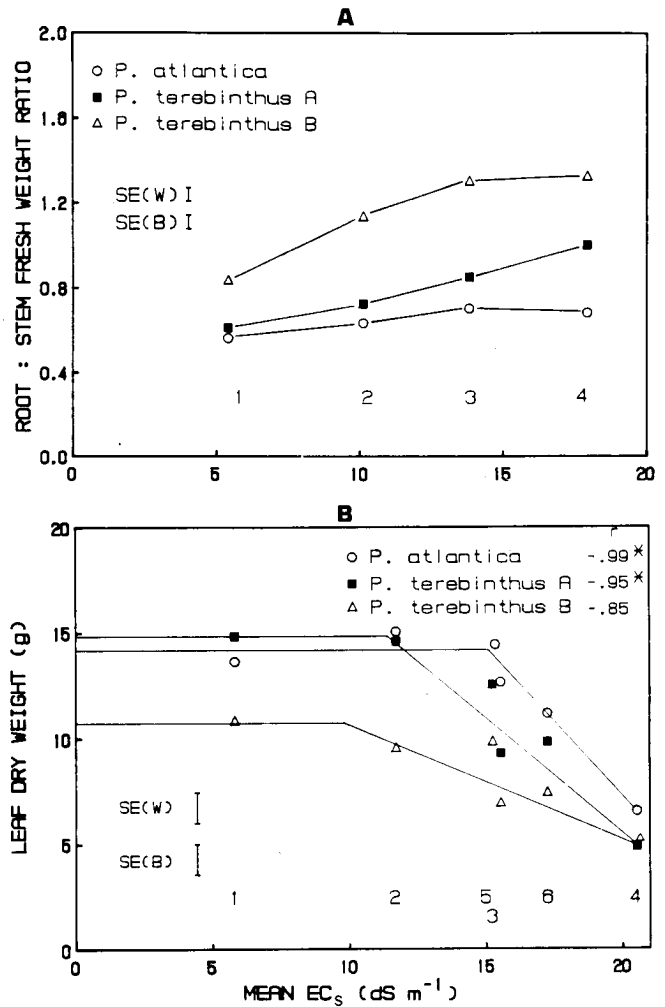 A
2.0
1.6
1.2
0.8
0.4
0.0
ROOT : STEM FRESH WEIGHT RATIO
P. atlantica
P. terebinthus A
P. terebinthus B
SE(W)
SE(B)
1 2 3 4
0 5 10 15 20
B
20
15
10
5
0
LEAF DRY WEIGHT (g)
r
P. atlantica -.99*
P. terebinthus A -.95*
P. terebinthus B -.85
SE(W)
SE(B)
1 2 5 6 4
3
0 5 10 15 20
MEAN ECS (dS m-1)